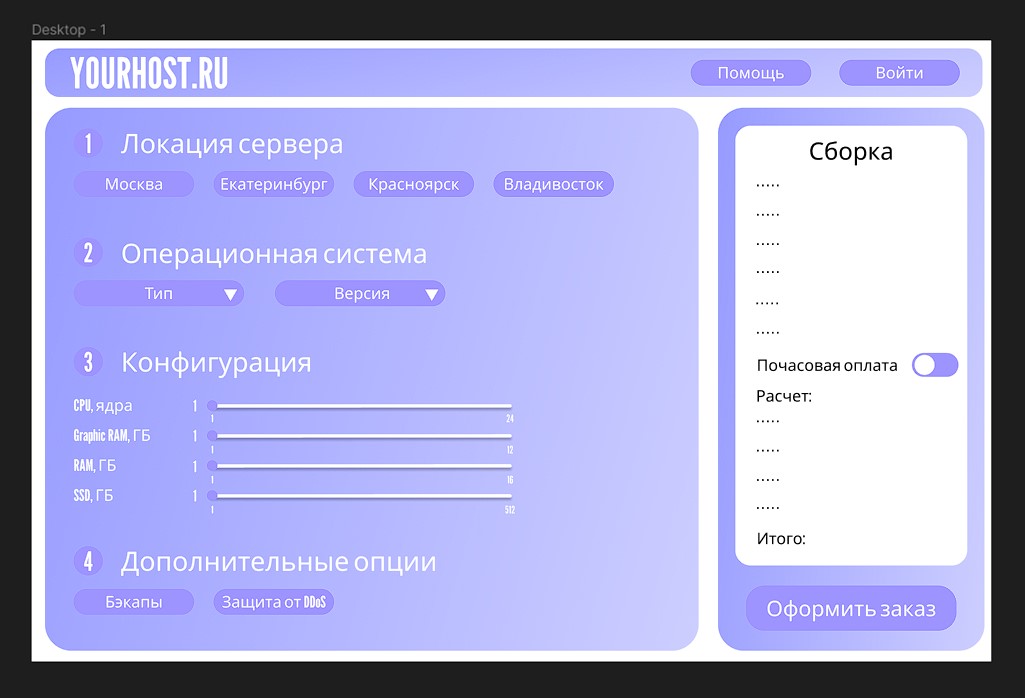 Desktop - 1
YOURHOST.RU
Помощь
Войти
1 Локация сервера
Москва
Екатеринбург
Красноярск
Владивосток
2 Операционная система
Тип
Версия
3 Конфигурация
CPU, ядра 1
1 24
Graphic RAM, ГБ 1
1 12
RAM, ГБ 1
1 16
SSD, ГБ 1
1 512
4 Дополнительные опции
Бэкапы
Защита от DDoS
Сборка
.....
.....
.....
.....
.....
.....
Почасовая оплата
Расчет:
.....
.....
.....
.....
Итого:
Оформить заказ